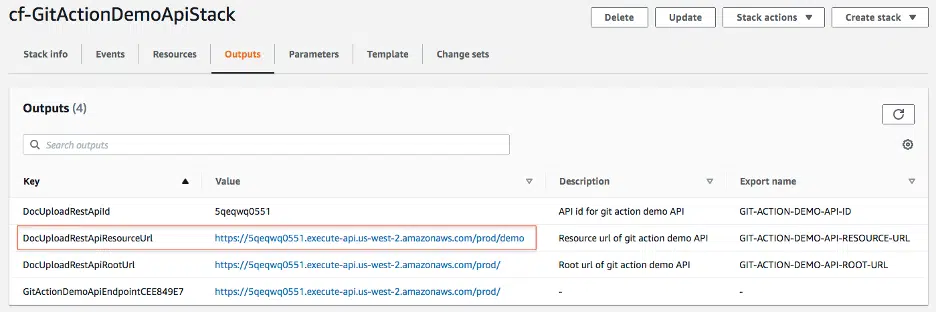 cf-GitActionDemoApiStack
Delete Update Stack actions Create stack
Stack info Events Resources Outputs Parameters Template Change sets
Outputs (4)
Search outputs
Key Value Description Export name
DocUploadRestApiId 5qeqwq0551 API id for git action demo API GIT-ACTION-DEMO-API-ID
DocUploadRestApiResourceUrl https://5qeqwq0551.execute-api.us-west-2.amazonaws.com/prod/demo Resource url of git action demo API GIT-ACTION-DEMO-API-RESOURCE-URL
DocUploadRestApiRootUrl https://5qeqwq0551.execute-api.us-west-2.amazonaws.com/prod/ Root url of git action demo API GIT-ACTION-DEMO-API-ROOT-URL
GitActionDemoApiEndpointCEE849E7 https://5qeqwq0551.execute-api.us-west-2.amazonaws.com/prod/ - -